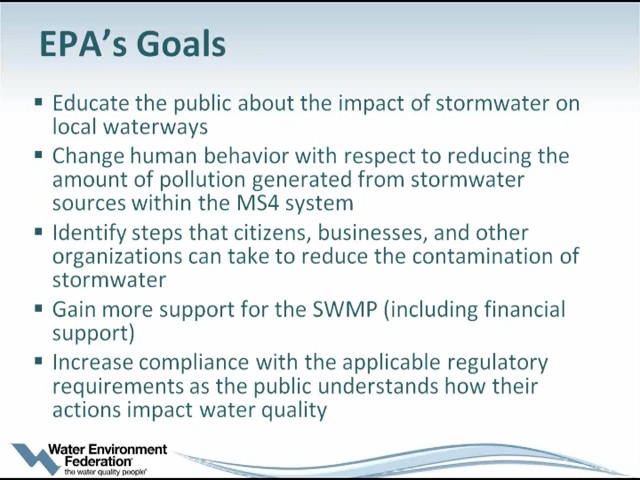 EPA's Goals
▪ Educate the public about the impact of stormwater on
local waterways
▪ Change human behavior with respect to reducing the
amount of pollution generated from stormwater
sources within the MS4 system
▪ Identify steps that citizens, businesses, and other
organizations can take to reduce the contamination of
stormwater
▪ Gain more support for the SWMP (including financial
support)
▪ Increase compliance with the applicable regulatory
requirements as the public understands how their
actions impact water quality
Water Environment
Federation®
the water quality people®